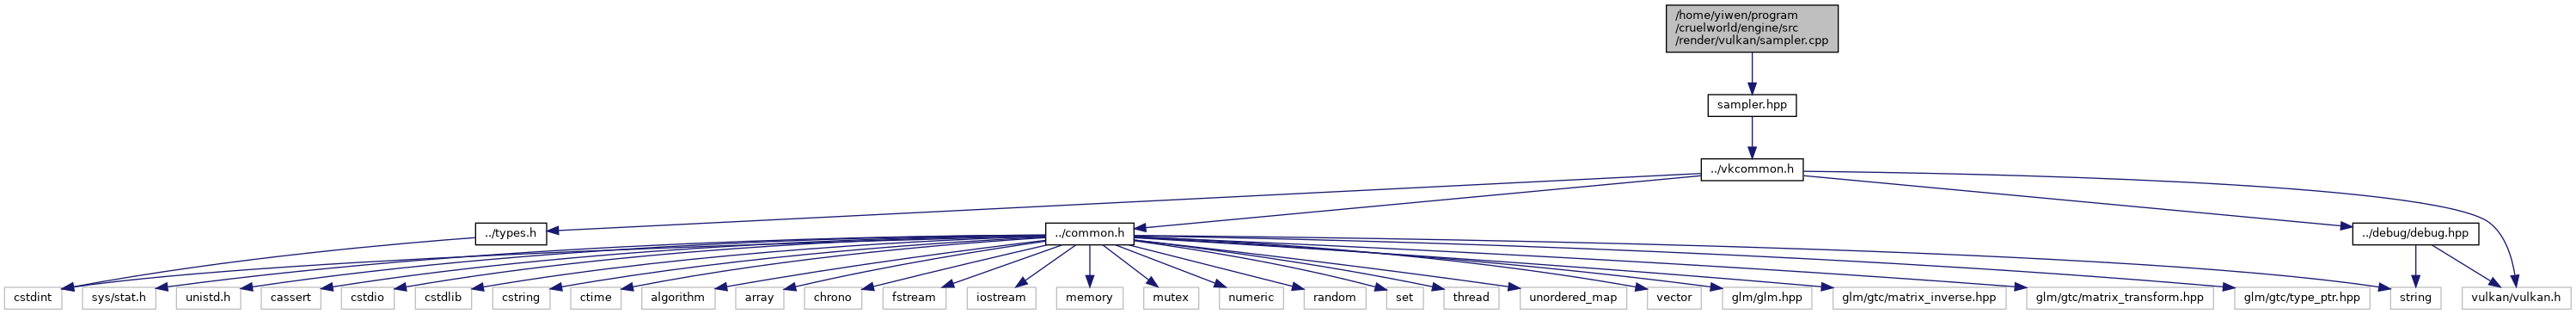 /home/yiwen/program
/cruelworld/engine/src
/render/vulkan/sampler.cpp
sampler.hpp
../vkcommon.h
../types.h
../common.h
../debug/debug.hpp
cstdint
sys/stat.h
unistd.h
cassert
cstdio
cstdlib
cstring
ctime
algorithm
array
chrono
fstream
iostream
memory
mutex
numeric
random
set
thread
unordered_map
vector
glm/glm.hpp
glm/gtc/matrix_inverse.hpp
glm/gtc/matrix_transform.hpp
glm/gtc/type_ptr.hpp
string
vulkan/vulkan.h